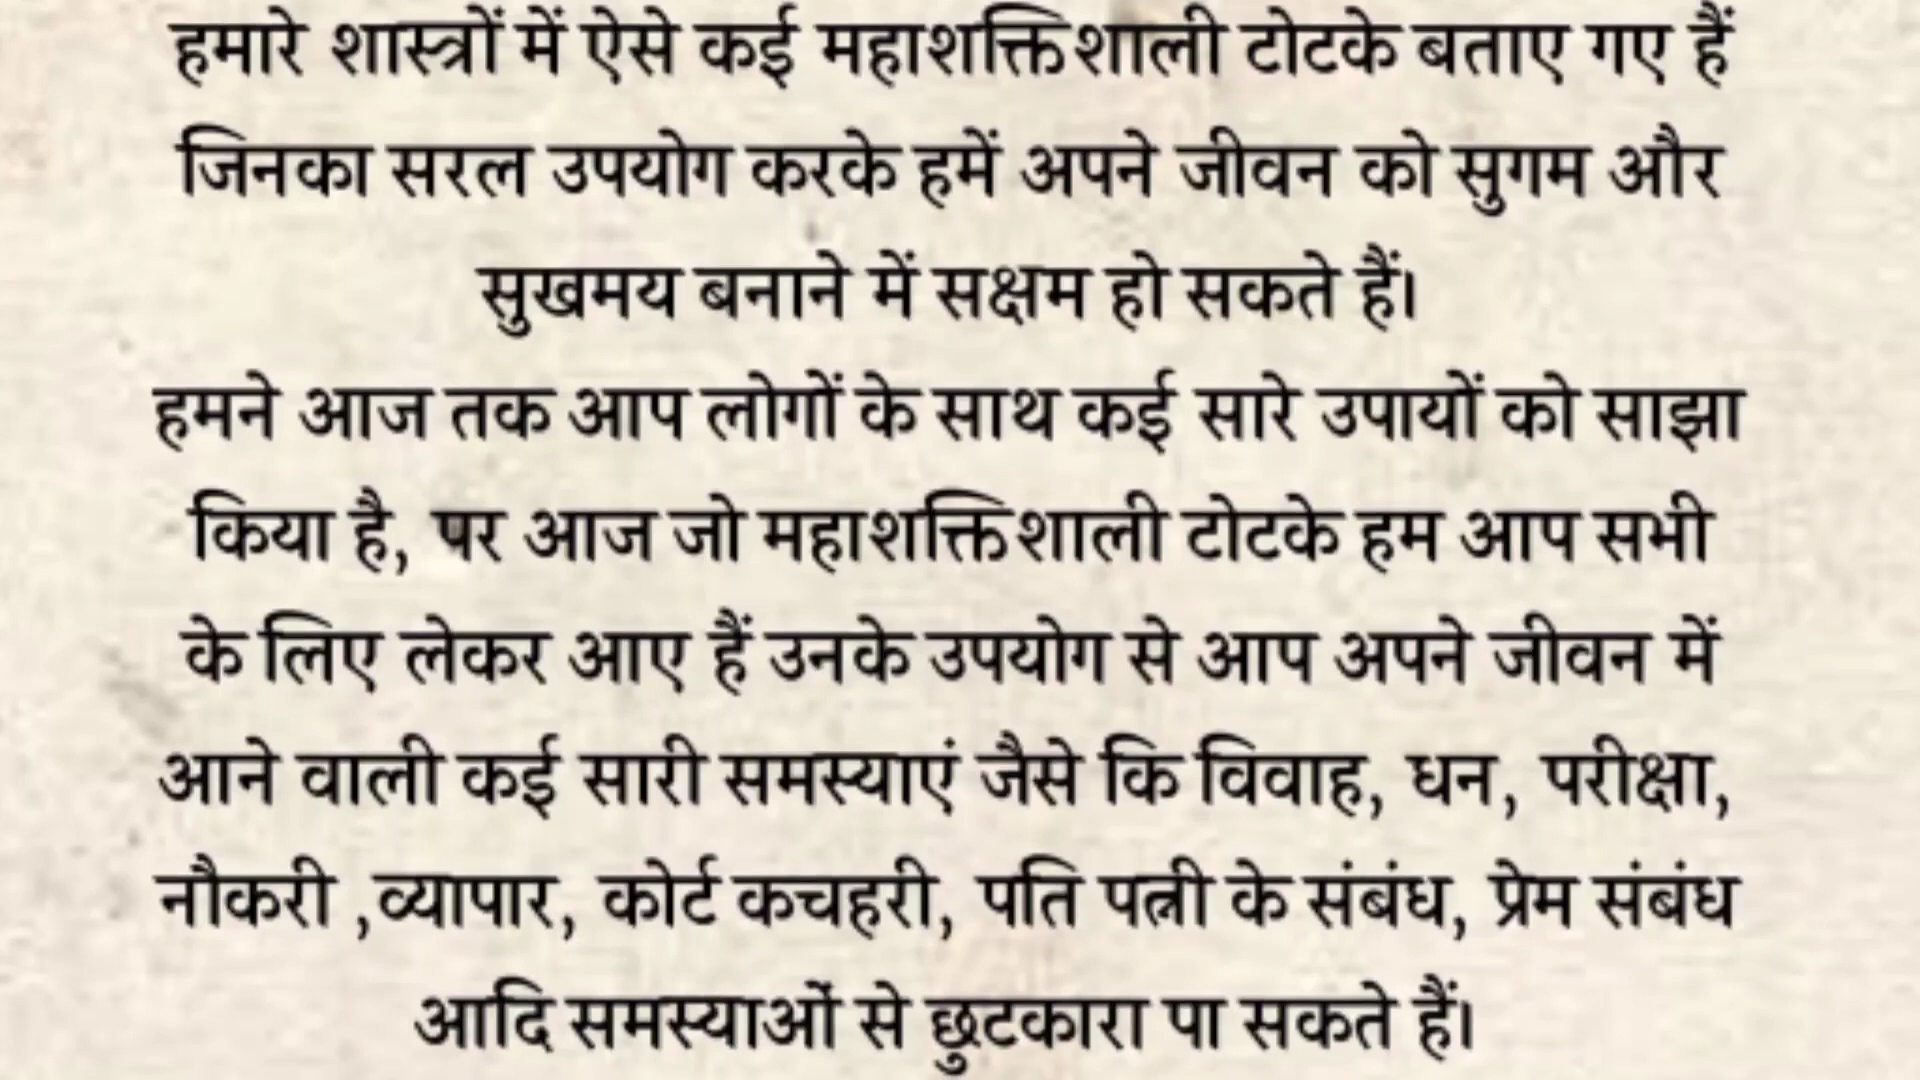 हमारे शास्त्रों में ऐसे कई महाशक्तिशाली टोटके बताए गए हैं
जिनका सरल उपयोग करके हमें अपने जीवन को सुगम और
सुखमय बनाने में सक्षम हो सकते हैं।
हमने आज तक आप लोगों के साथ कई सारे उपायों को साझा
किया है, पर आज जो महाशक्तिशाली टोटके हम आप सभी
के लिए लेकर आए हैं उनके उपयोग से आप अपने जीवन में
आने वाली कई सारी समस्याएं जैसे कि विवाह, धन, परीक्षा,
नौकरी ,व्यापार, कोर्ट कचहरी, पति पत्नी के संबंध, प्रेम संबंध
आदि समस्याओं से छुटकारा पा सकते हैं।